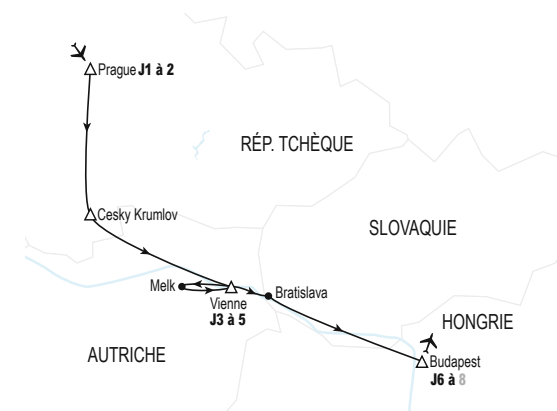 Prague J1 à 2
RÉP. TCHÈQUE
Cesky Krumlov
SLOVAQUIE
Melk
Vienne
J3 à 5
Bratislava
HONGRIE
AUTRICHE
Budapest
J6 à 8